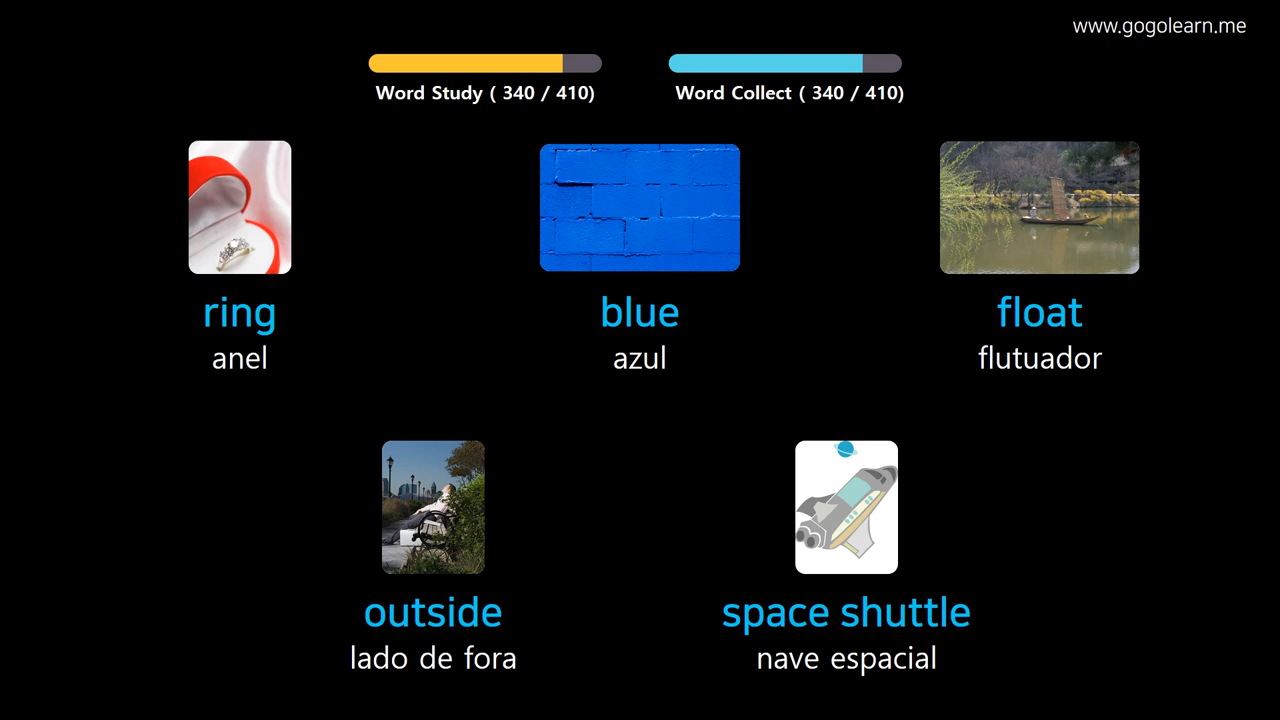 www.gogolearn.me
Word Study ( 340 / 410)
Word Collect ( 340 / 410)
ring
anel
blue
azul
float
flutuador
outside
lado de fora
space shuttle
nave espacial